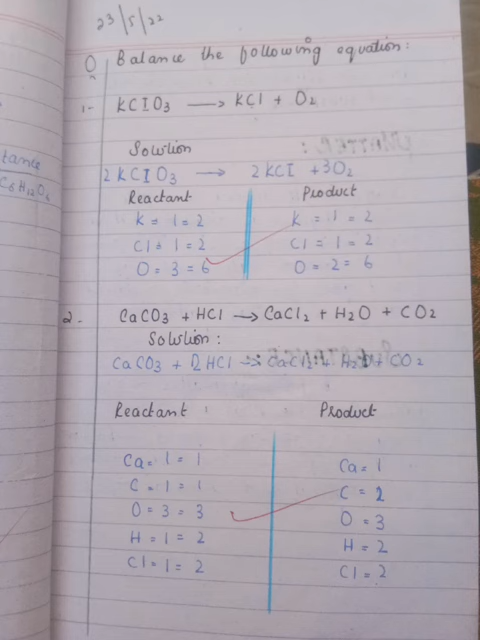 23/5/22
Q Balance the following equation:
1- KClO3 → KCl + O2
Solution
2KClO3 → 2KCl + 3O2
Reactant Product
K = 1 = 2 K = 1 = 2
Cl = 1 = 2 Cl = 1 = 2
O = 3 = 6 O = 2 = 6
2. CaCO3 + HCl → CaCl2 + H2O + CO2
Solution:
CaCO3 + 2HCl → CaCl2 + H2O + CO2
Reactant Product
Ca = 1 = 1 Ca = 1
C = 1 = 1 C = 2
O = 3 = 3 O = 3
H = 1 = 2 H = 2
Cl = 1 = 2 Cl = 2
tance
C6H12O6